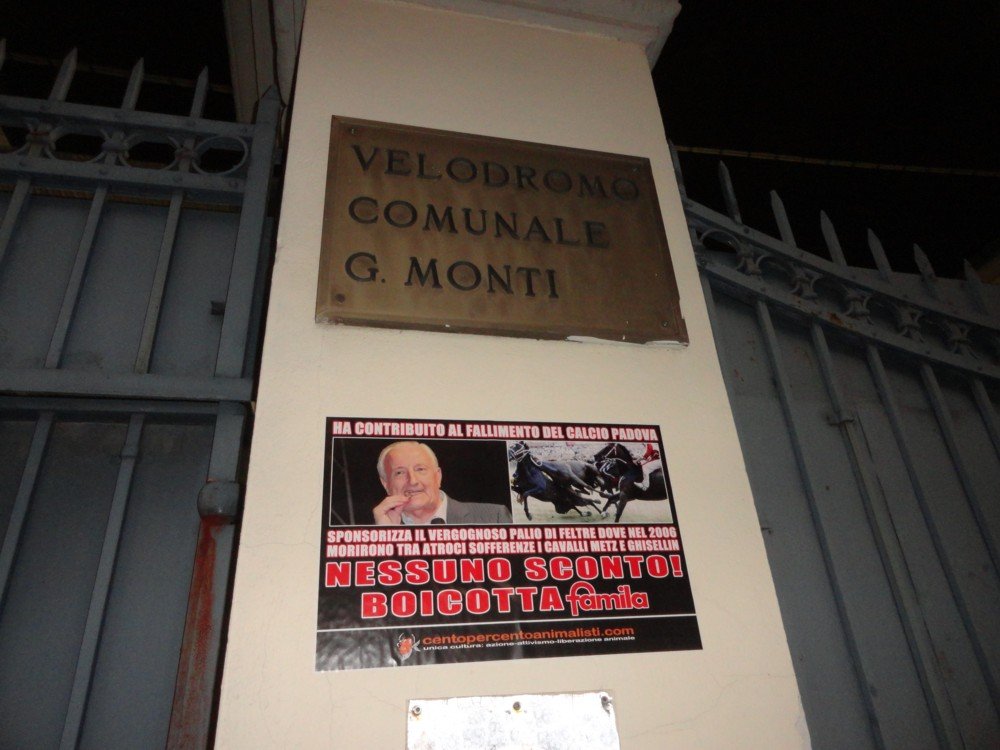 VELODROMO
COMUNALE
G. MONTI
HA CONTRIBUITO AL FALLIMENTO DEL CALCIO PADOVA
SPONSORIZZA IL VERGOGNOSO PALIO DI FELTRE DOVE NEL 2006
MORIRONO TRA ATROCI SOFFERENZE I CAVALLI METZ E GHISELLIN
NESSUNO SCONTO!
BOICOTTA famila
centopercentoanimalisti.com
unica cultura: azione-attivismo-liberazione animale